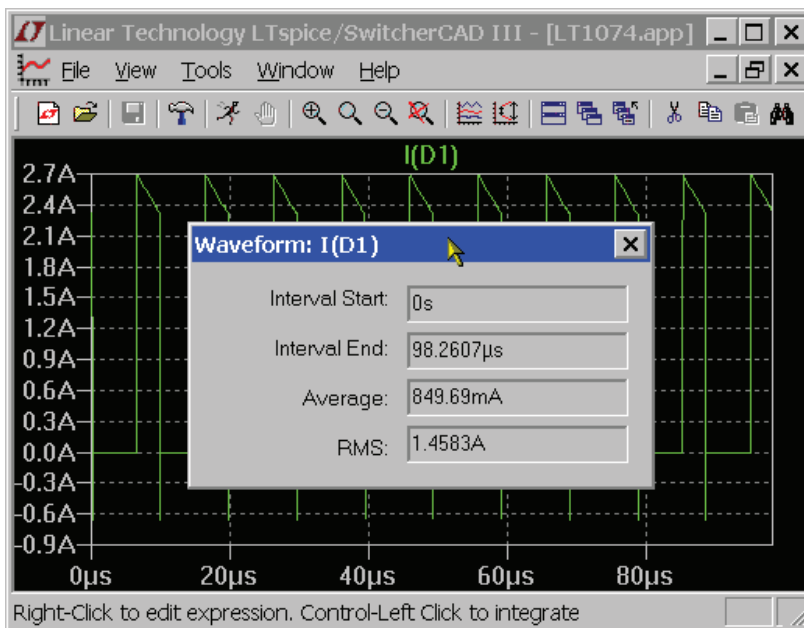 Linear Technology LTspice/SwitcherCAD III - [LT1074.app]
File View Tools Window Help
I(D1)
2.7A
2.4A
2.1A
1.8A
1.5A
1.2A
0.9A
0.6A
0.3A
0.0A
-0.3A
-0.6A
-0.9A
Waveform: I(D1)
Interval Start: 0s
Interval End: 98.2607µs
Average: 849.69mA
RMS: 1.4583A
0µs 20µs 40µs 60µs 80µs
Right-Click to edit expression. Control-Left Click to integrate